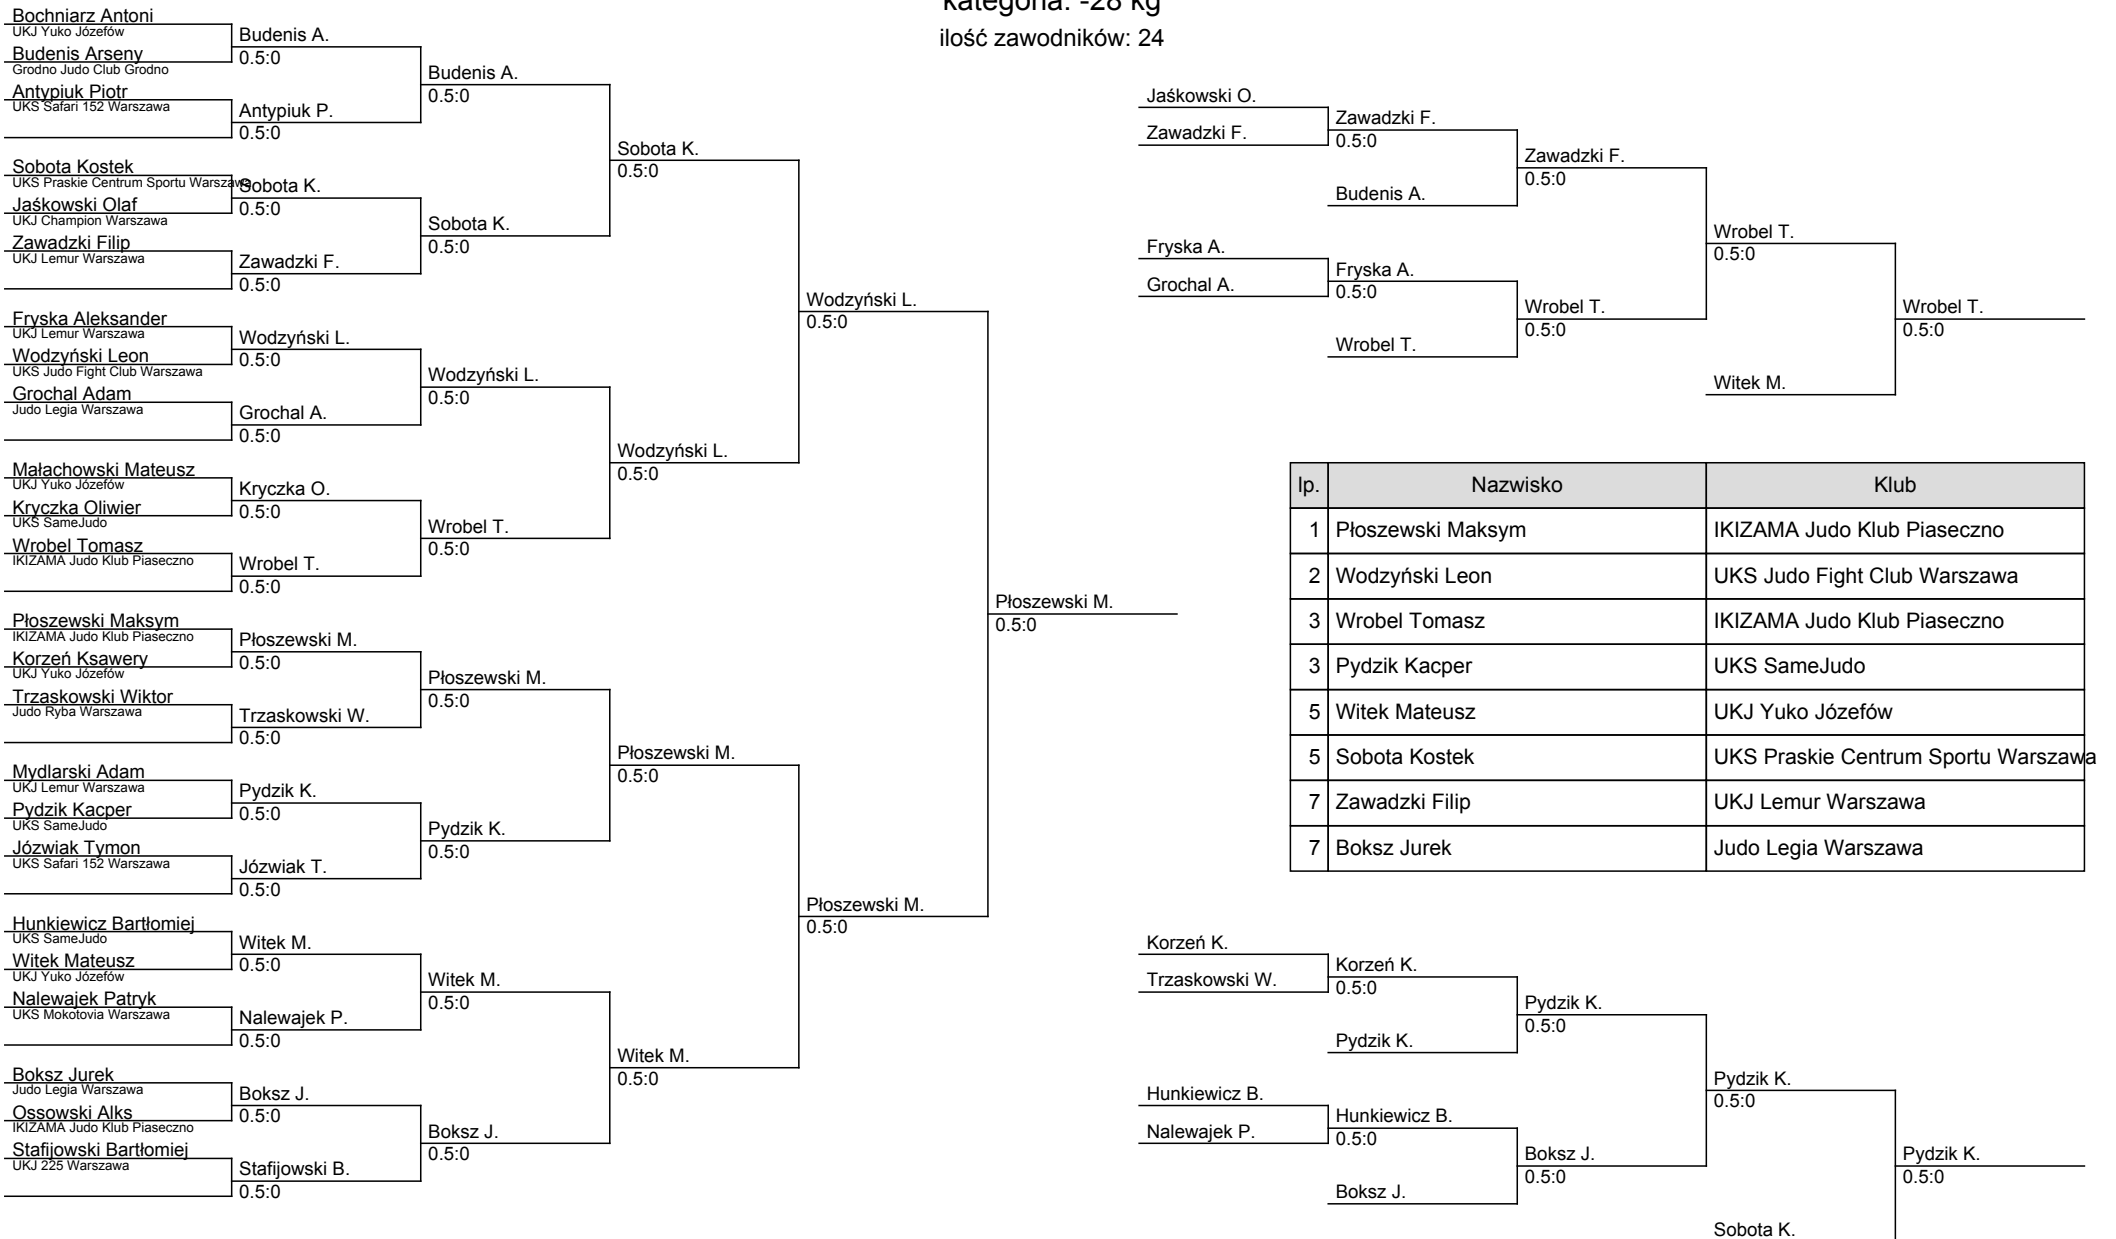 kategoria: -28 kg
ilość zawodników: 24
Bochniarz Antoni
UKJ Yuko Józefów
Budenis Arseny
Grodno Judo Club Grodno
Antypiuk Piotr
UKS Safari 152 Warszawa
Sobota Kostek
UKS Praskie Centrum Sportu Warszawa
Jaśkowski Olaf
UKJ Champion Warszawa
Zawadzki Filip
UKJ Lemur Warszawa
Fryska Aleksander
UKJ Lemur Warszawa
Wodzyński Leon
UKS Judo Fight Club Warszawa
Grochal Adam
Judo Legia Warszawa
Małachowski Mateusz
UKJ Yuko Józefów
Kryczka Oliwier
UKS SameJudo
Wrobel Tomasz
IKIZAMA Judo Klub Piaseczno
Płoszewski Maksym
IKIZAMA Judo Klub Piaseczno
Korzeń Ksawery
UKJ Yuko Józefów
Trzaskowski Wiktor
Judo Ryba Warszawa
Mydlarski Adam
UKJ Lemur Warszawa
Pydzik Kacper
UKS SameJudo
Józwiak Tymon
UKS Safari 152 Warszawa
Hunkiewicz Bartłomiej
UKS SameJudo
Witek Mateusz
UKJ Yuko Józefów
Nalewajek Patryk
UKS Mokotovia Warszawa
Boksz Jurek
Judo Legia Warszawa
Ossowski Alks
IKIZAMA Judo Klub Piaseczno
Stafijowski Bartłomiej
UKJ 225 Warszawa
Budenis A.
0.5:0
Antypiuk P.
0.5:0
Sobota K.
0.5:0
Zawadzki F.
0.5:0
Wodzyński L.
0.5:0
Grochal A.
0.5:0
Kryczka O.
0.5:0
Wrobel T.
0.5:0
Płoszewski M.
0.5:0
Trzaskowski W.
0.5:0
Pydzik K.
0.5:0
Józwiak T.
0.5:0
Witek M.
0.5:0
Nalewajek P.
0.5:0
Boksz J.
0.5:0
Stafijowski B.
0.5:0
Budenis A.
0.5:0
Sobota K.
0.5:0
Wodzyński L.
0.5:0
Wrobel T.
0.5:0
Płoszewski M.
0.5:0
Pydzik K.
0.5:0
Witek M.
0.5:0
Boksz J.
0.5:0
Sobota K.
0.5:0
Wodzyński L.
0.5:0
Płoszewski M.
0.5:0
Witek M.
0.5:0
Wodzyński L.
0.5:0
Płoszewski M.
0.5:0
Płoszewski M.
0.5:0
Jaśkowski O.
Zawadzki F.
Fryska A.
Grochal A.
Zawadzki F.
0.5:0
Budenis A.
Fryska A.
0.5:0
Wrobel T.
Zawadzki F.
0.5:0
Wrobel T.
0.5:0
Wrobel T.
0.5:0
Witek M.
Wrobel T.
0.5:0
lp. Nazwisko Klub
1 Płoszewski Maksym IKIZAMA Judo Klub Piaseczno
2 Wodzyński Leon UKS Judo Fight Club Warszawa
3 Wrobel Tomasz IKIZAMA Judo Klub Piaseczno
3 Pydzik Kacper UKS SameJudo
5 Witek Mateusz UKJ Yuko Józefów
5 Sobota Kostek UKS Praskie Centrum Sportu Warszawa
7 Zawadzki Filip UKJ Lemur Warszawa
7 Boksz Jurek Judo Legia Warszawa
Korzeń K.
Trzaskowski W.
Hunkiewicz B.
Nalewajek P.
Korzeń K.
0.5:0
Pydzik K.
Hunkiewicz B.
0.5:0
Boksz J.
Pydzik K.
0.5:0
Boksz J.
0.5:0
Pydzik K.
0.5:0
Sobota K.
Pydzik K.
0.5:0